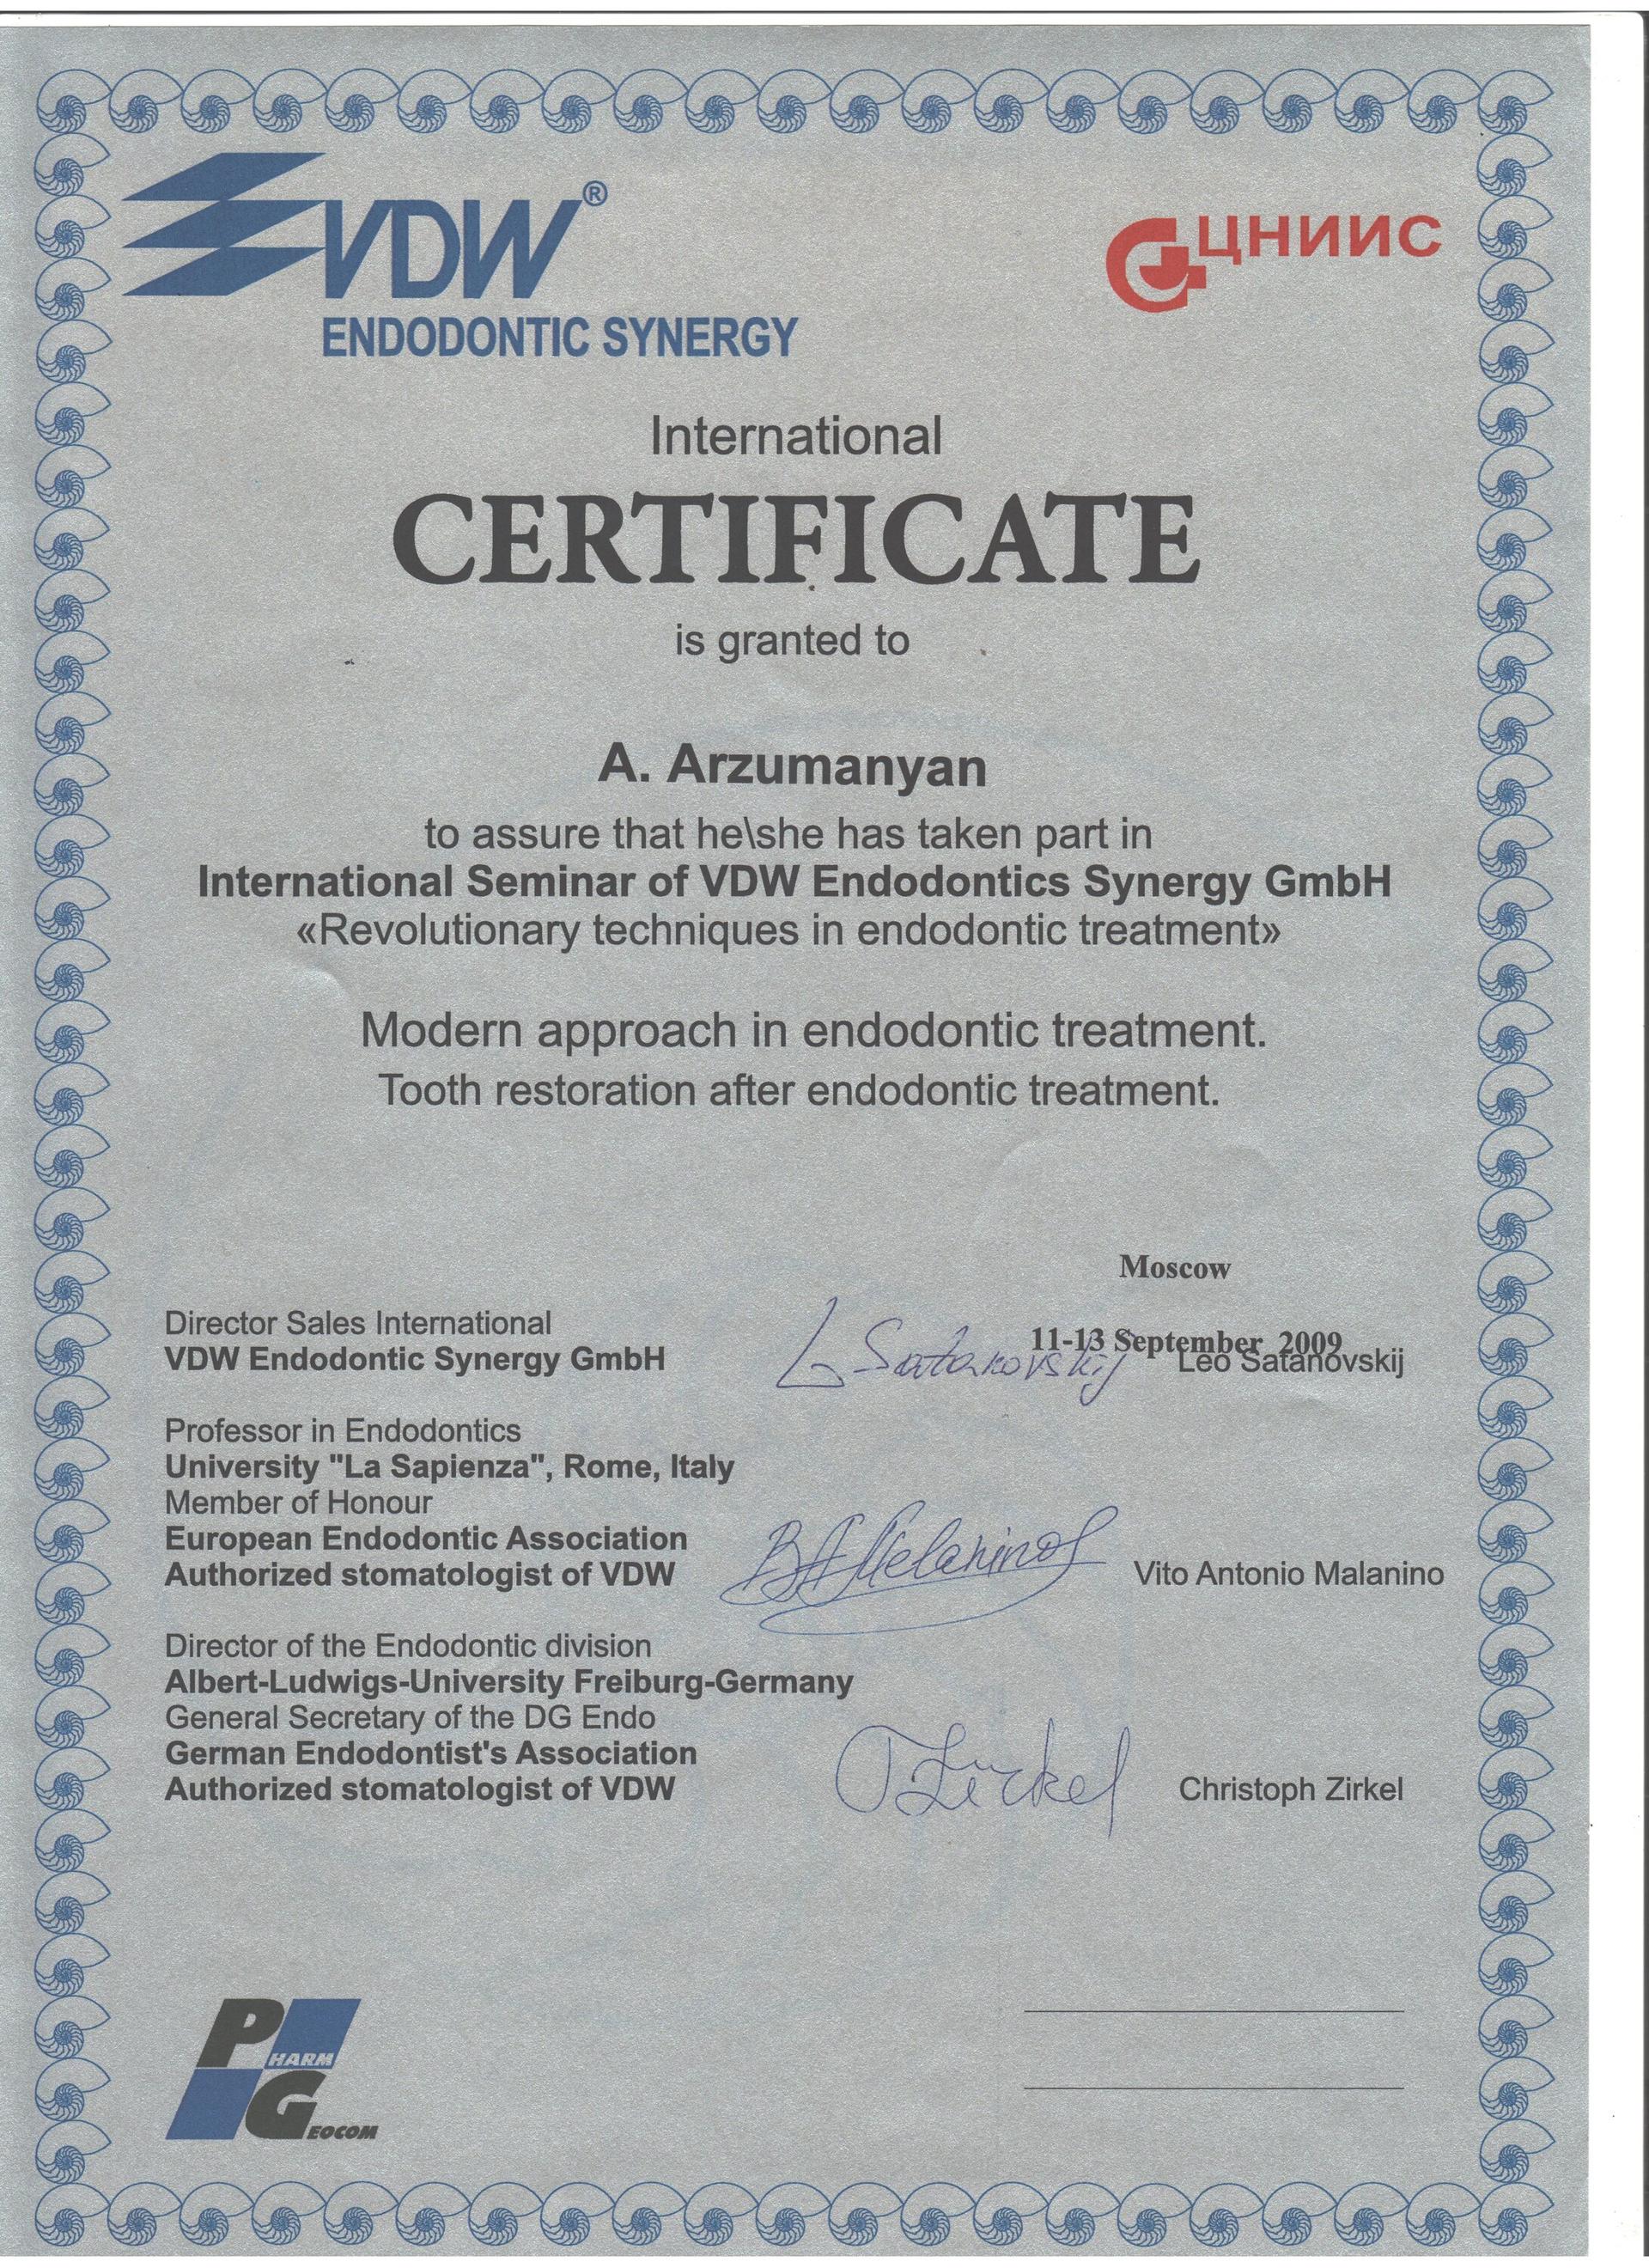 VDW®
ENDODONTIC SYNERGY
ЦНИИС
International
CERTIFICATE
is granted to
A. Arzumanyan
to assure that he\she has taken part in
International Seminar of VDW Endodontics Synergy GmbH
«Revolutionary techniques in endodontic treatment»
Modern approach in endodontic treatment.
Tooth restoration after endodontic treatment.
Moscow
11-13 September 2009
Director Sales International
VDW Endodontic Synergy GmbH
L. Satanovskij
Leo Satanovskij
Professor in Endodontics
University "La Sapienza", Rome, Italy
Member of Honour
European Endodontic Association
Authorized stomatologist of VDW
Vito Antonio Malanino
Director of the Endodontic division
Albert-Ludwigs-University Freiburg-Germany
General Secretary of the DG Endo
German Endodontist's Association
Authorized stomatologist of VDW
Zirkel
Christoph Zirkel
PHARM
GEOCOM